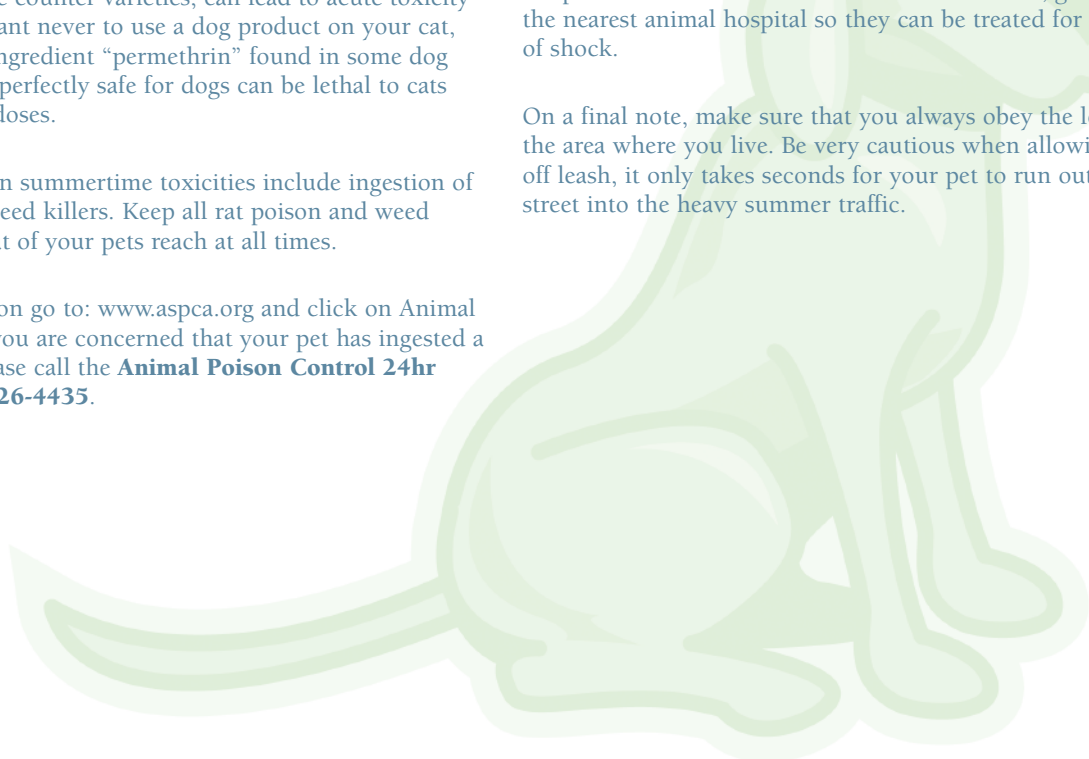 counter varieties, can lead to acute toxicity
ant never to use a dog product on your cat,
ngredient “permethrin” found in some dog
perfectly safe for dogs can be lethal to cats
doses.
n summertime toxicities include ingestion of
eed killers. Keep all rat poison and weed
t of your pets reach at all times.
on go to: www.aspca.org and click on Animal
you are concerned that your pet has ingested a
ase call the Animal Poison Control 24hr
26-4435.
the nearest animal hospital so they can be treated for
of shock.
On a final note, make sure that you always obey the l
the area where you live. Be very cautious when allowi
off leash, it only takes seconds for your pet to run out
street into the heavy summer traffic.